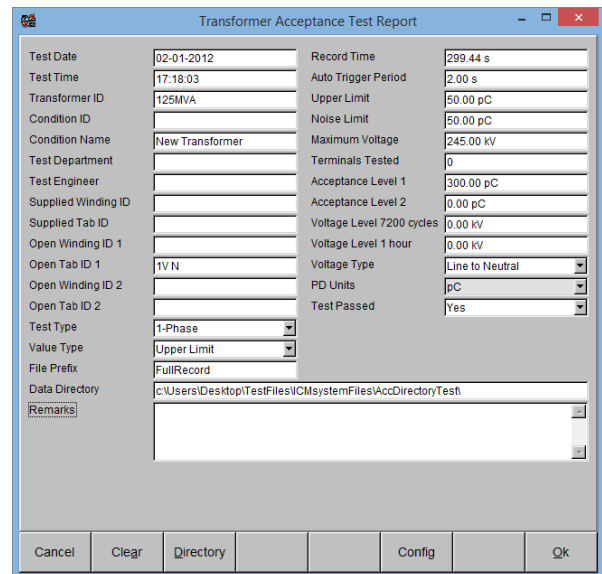 Transformer Acceptance Test Report
Test Date 02-01-2012 Record Time 299.44 s
Test Time 17:18:03 Auto Trigger Period 2.00 s
Transformer ID 125MVA Upper Limit 50.00 pC
Condition ID Noise Limit 50.00 pC
Condition Name New Transformer Maximum Voltage 245.00 kV
Test Department Terminals Tested 0
Test Engineer Acceptance Level 1 300.00 pC
Supplied Winding ID Acceptance Level 2 0.00 pC
Supplied Tab ID Voltage Level 7200 cycles 0.00 kV
Open Winding ID 1 Voltage Level 1 hour 0.00 kV
Open Tab ID 1 1V N Voltage Type Line to Neutral
Open Winding ID 2 PD Units pC
Open Tab ID 2 Test Passed Yes
Test Type 1-Phase
Value Type Upper Limit
File Prefix FullRecord
Data Directory c:\Users\Desktop\TestFiles\ICMsystemFiles\AccDirectoryTest\
Remarks
Cancel Clear Directory Config Ok